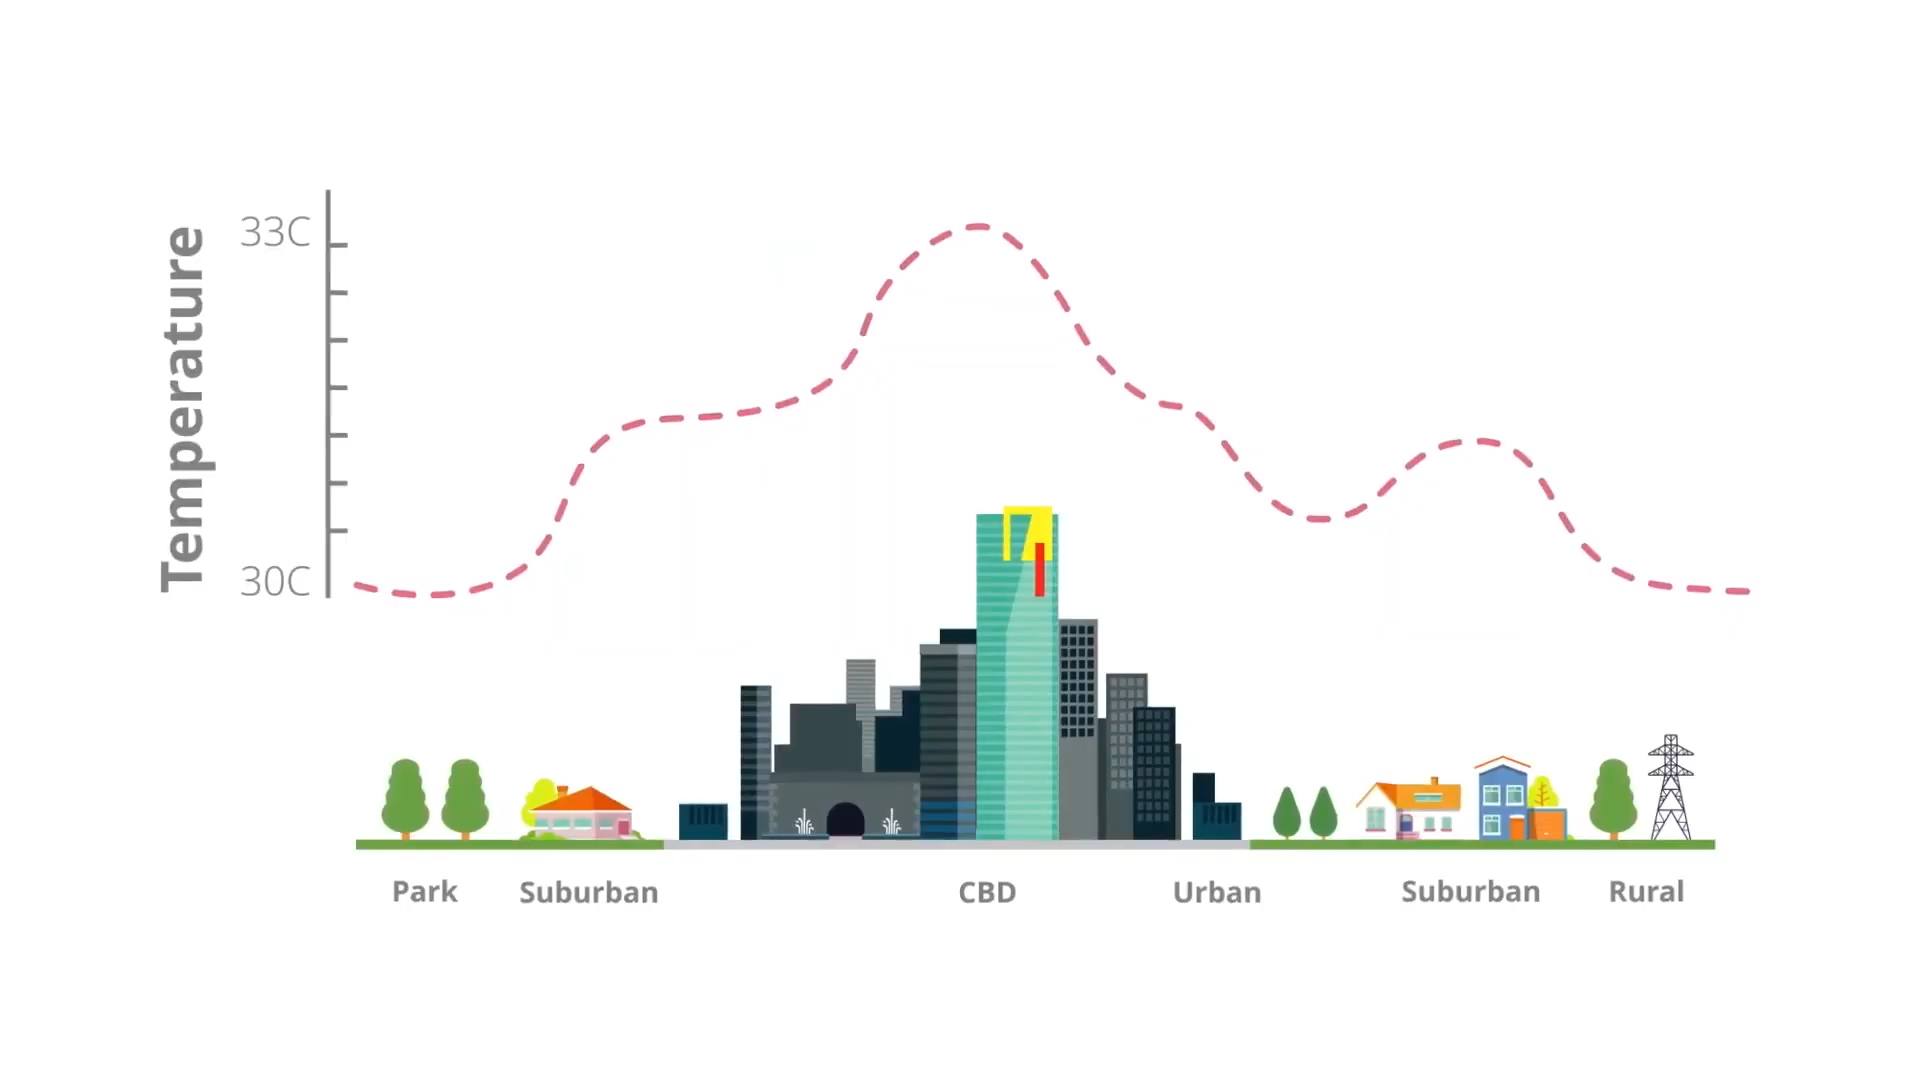 Temperature
33C
30C
Park
Suburban
CBD
Urban
Suburban
Rural